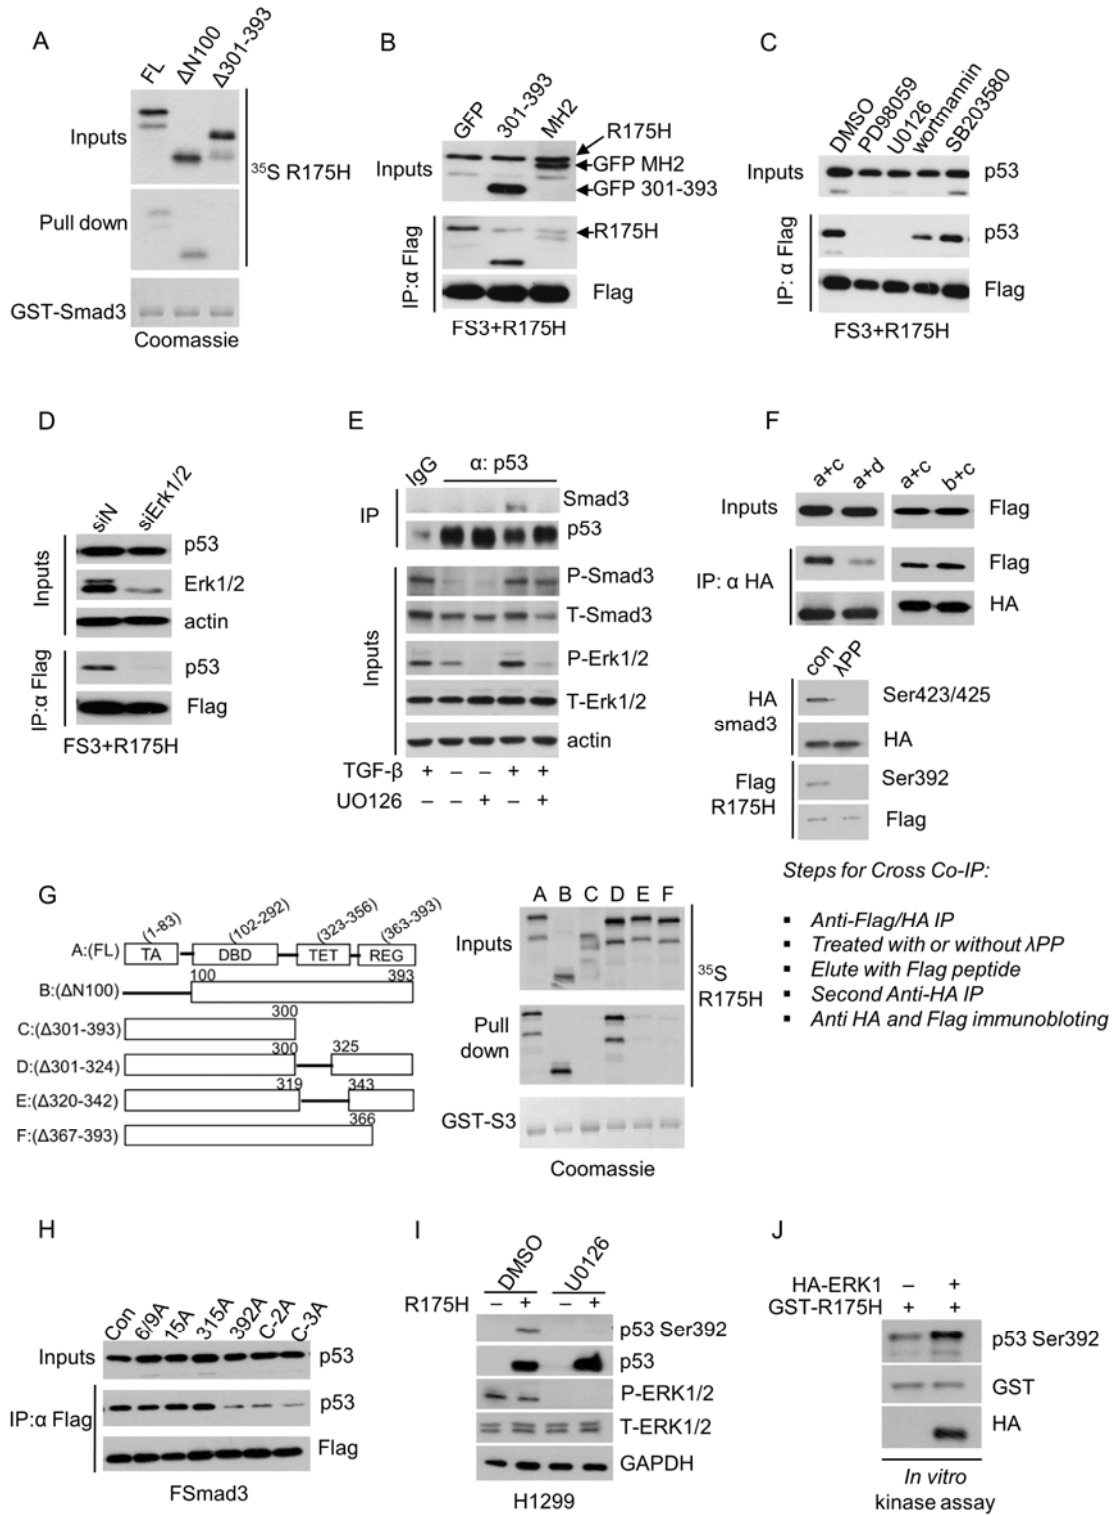 A
FL
ΔN100
Δ301-393
Inputs
Pull down
35S R175H
GST-Smad3
Coomassie
B
GFP
301-393
MH2
Inputs
R175H
GFP MH2
GFP 301-393
IP:α Flag
R175H
Flag
FS3+R175H
C
DMSO
PD98059
U0126
wortmannin
SB203580
Inputs
p53
IP: α Flag
p53
Flag
FS3+R175H
D
siN
siErk1/2
Inputs
p53
Erk1/2
actin
IP:α Flag
p53
Flag
FS3+R175H
E
IgG
α: p53
IP
Smad3
p53
Inputs
P-Smad3
T-Smad3
P-Erk1/2
T-Erk1/2
actin
TGF-β + – – + +
UO126 – – + – +
F
a+c a+d a+c b+c
Inputs
Flag
IP: α HA
Flag
HA
con λPP
HA smad3
Ser423/425
HA
Flag R175H
Ser392
Flag
Steps for Cross Co-IP:
▪ Anti-Flag/HA IP
▪ Treated with or without λPP
▪ Elute with Flag peptide
▪ Second Anti-HA IP
▪ Anti HA and Flag immunobloting
G
(1-83) (102-292) (323-356) (363-393)
A:(FL) TA DBD TET REG
100 393
B:(ΔN100)
300
C:(Δ301-393)
300 325
D:(Δ301-324)
319 343
E:(Δ320-342)
366
F:(Δ367-393)
A B C D E F
Inputs
Pull down
35S R175H
GST-S3
Coomassie
H
Con
6/9A
15A
315A
392A
C-2A
C-3A
Inputs
p53
IP:α Flag
p53
Flag
FSmad3
I
DMSO U0126
R175H – + – +
p53 Ser392
p53
P-ERK1/2
T-ERK1/2
GAPDH
H1299
J
HA-ERK1 – +
GST-R175H + +
p53 Ser392
GST
HA
In vitro
kinase assay